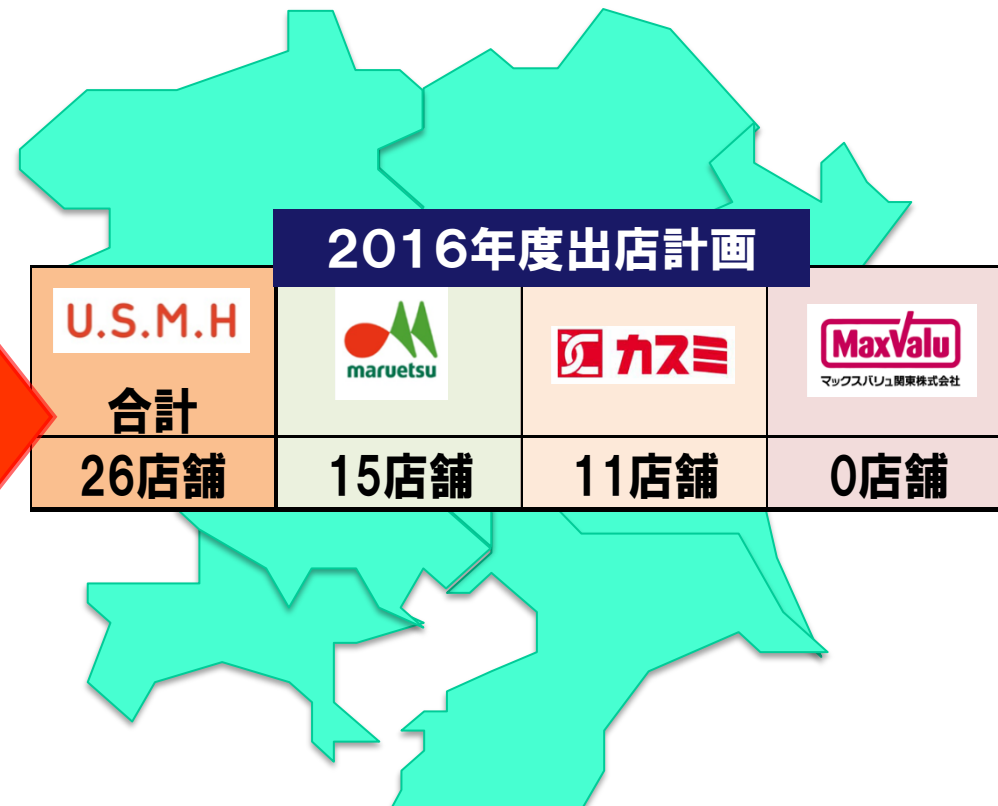 ２０１６年度出店計画
U.S.M.H
合計
maruetsu
カスミ
MaxValu
マックスバリュ関東株式会社
26店舗
15店舗
11店舗
0店舗